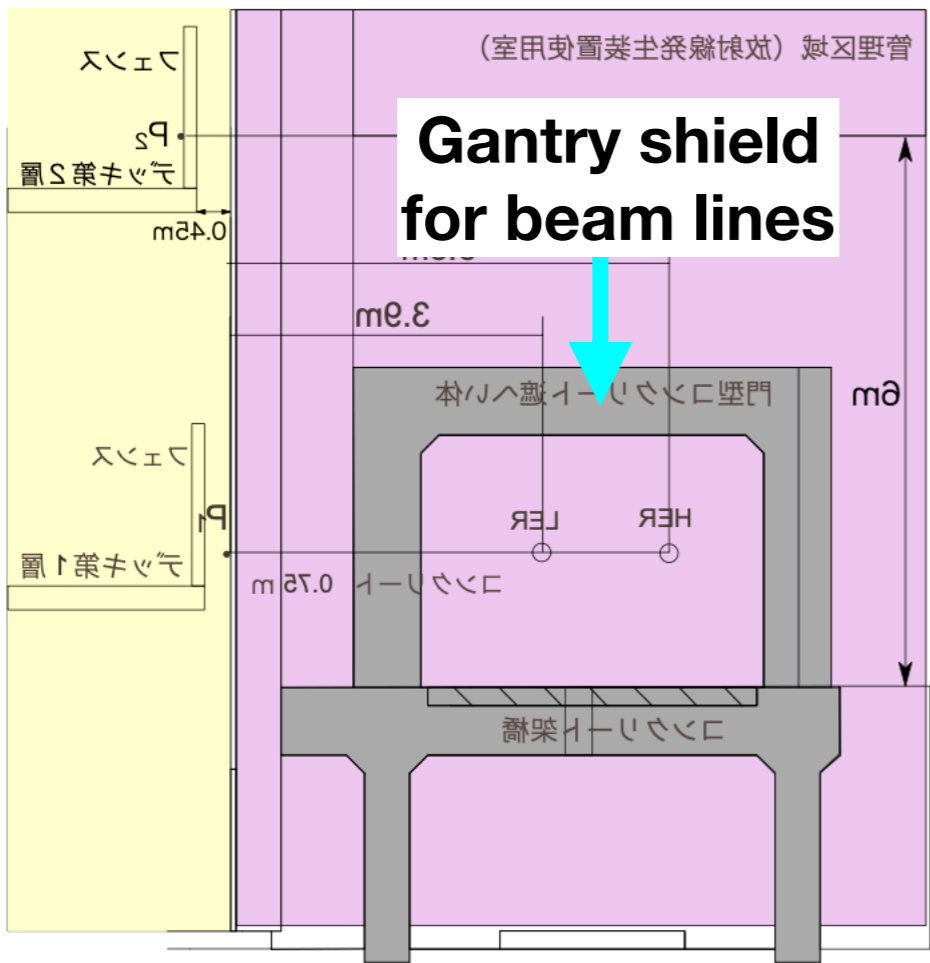 管理区域（放射線発生装置使用室）
フェンス
P₂
デッキ第2層
0.45m
Gantry shield
for beam lines
3.9m
門型コンクリート遮へい体
6m
フェンス
P₁
LER
HER
デッキ第1層
コンクリート 0.75 m
コンクリート架橋